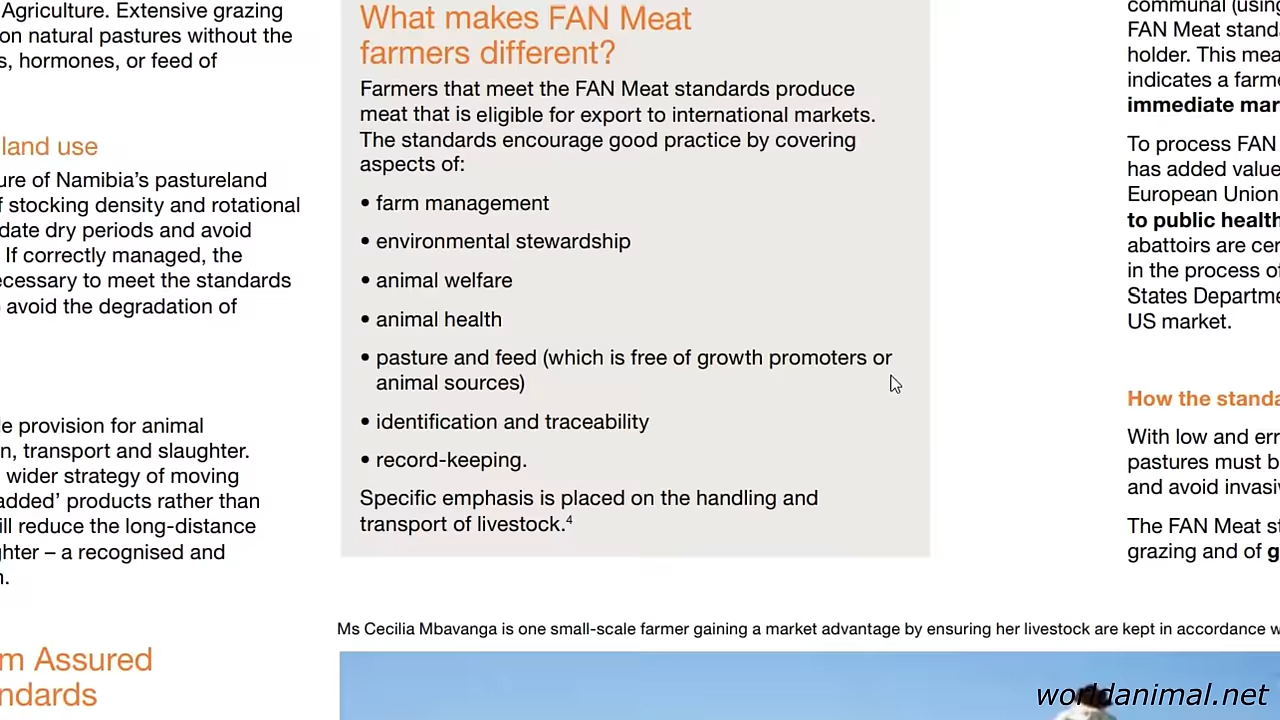 Agriculture. Extensive grazing
on natural pastures without the
s, hormones, or feed of
land use
ure of Namibia's pastureland
f stocking density and rotational
date dry periods and avoid
If correctly managed, the
ecessary to meet the standards
avoid the degradation of
le provision for animal
n, transport and slaughter.
wider strategy of moving
added' products rather than
ill reduce the long-distance
ghter – a recognised and
n.
m Assured
ndards
What makes FAN Meat
farmers different?
Farmers that meet the FAN Meat standards produce
meat that is eligible for export to international markets.
The standards encourage good practice by covering
aspects of:
• farm management
• environmental stewardship
• animal welfare
• animal health
• pasture and feed (which is free of growth promoters or
animal sources)
• identification and traceability
• record-keeping.
Specific emphasis is placed on the handling and
transport of livestock.⁴
Ms Cecilia Mbavanga is one small-scale farmer gaining a market advantage by ensuring her livestock are kept in accordance w
communal (using
FAN Meat stand
holder. This mea
indicates a farme
immediate mar
To process FAN
has added value
European Union
to public health
abattoirs are cer
in the process of
States Departme
US market.
How the standa
With low and err
pastures must b
and avoid invasi
The FAN Meat st
grazing and of g
worldanimal.net